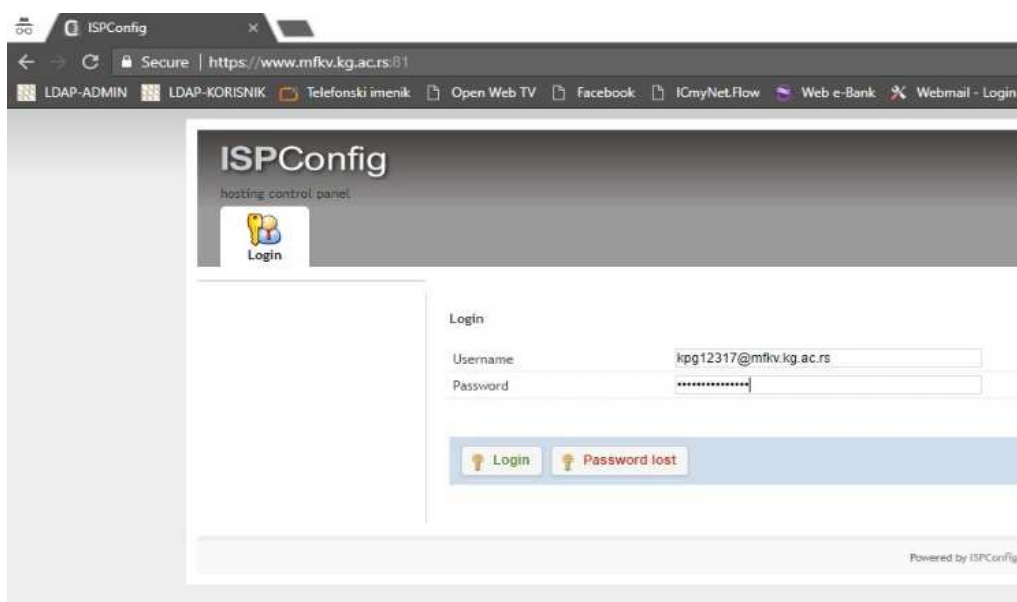 ISPConfig
Secure | https://www.mfkv.kg.ac.rs:81
LDAP-ADMIN LDAP-KORISNIK Telefonski imenik Open Web TV Facebook ICmyNet.Flow Web e-Bank Webmail - Login
ISPConfig
hosting control panel
Login
Login
Username kpg12317@mfkv.kg.ac.rs
Password •••••••••••••••
Login Password lost
Powered by ISPConfig